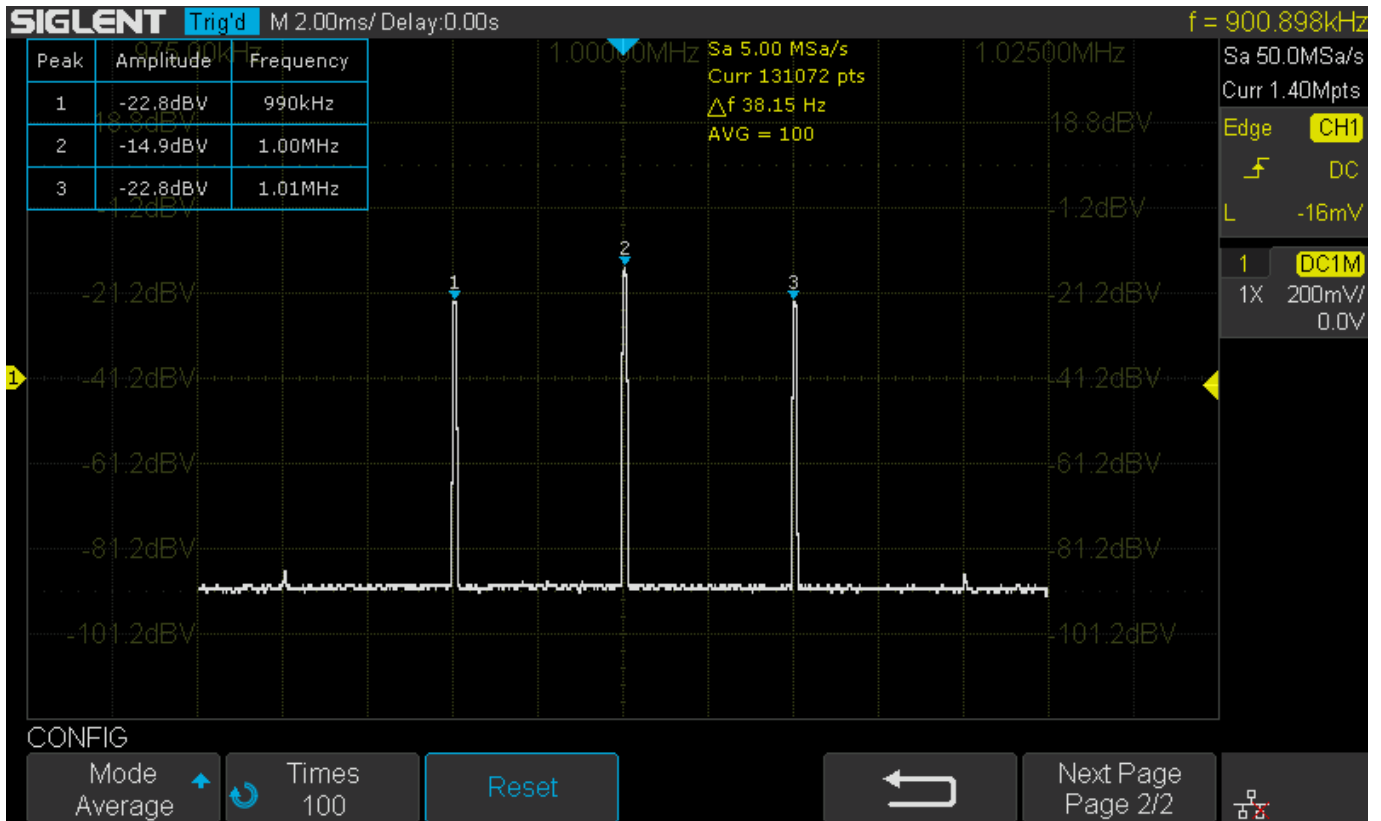 SIGLENT Trig'd M 2.00ms/ Delay:0.00s f = 900.898kHz
975.00kHz 1.00000MHz 1.02500MHz
Peak Amplitude Frequency
1 -22.8dBV 990kHz
2 -14.9dBV 1.00MHz
3 -22.8dBV 1.01MHz
Sa 5.00 MSa/s
Curr 131072 pts
△f 38.15 Hz
AVG = 100
Sa 50.0MSa/s
Curr 1.40Mpts
Edge CH1
DC
L -16mV
1 DC1M
1X 200mV/
0.0V
18.8dBV 18.8dBV
-1.2dBV -1.2dBV
2
1 3
-21.2dBV -21.2dBV
1 -41.2dBV -41.2dBV
-61.2dBV -61.2dBV
-81.2dBV -81.2dBV
-101.2dBV -101.2dBV
CONFIG
Mode
Average
Times
100
Reset
Next Page
Page 2/2